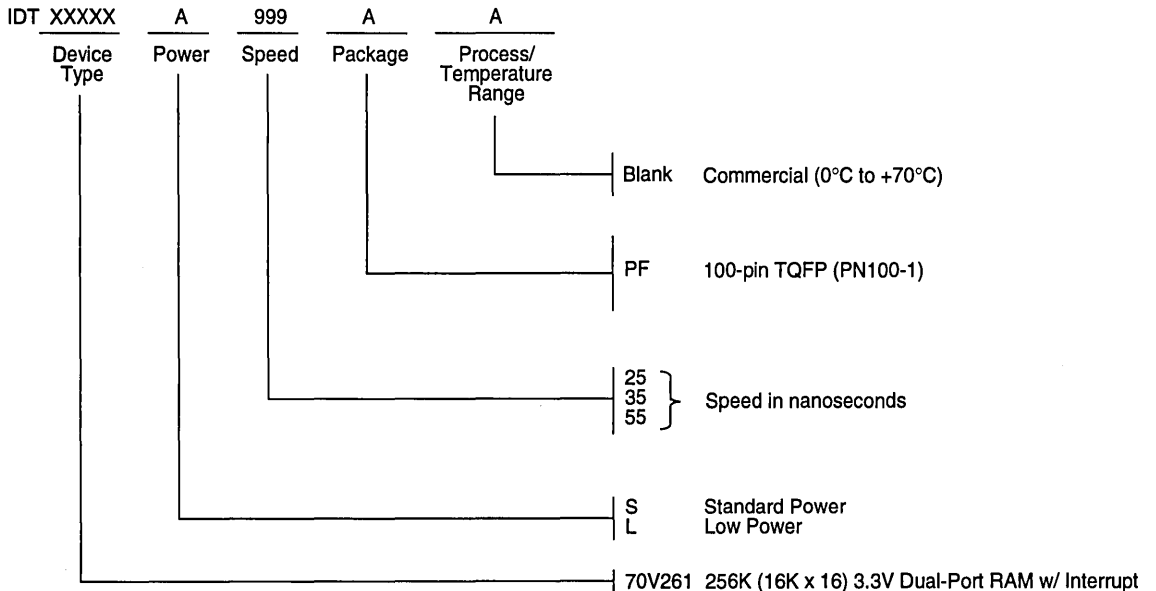 IDT XXXXX A 999 A A
Device Type Power Speed Package Process/ Temperature Range
Blank Commercial (0°C to +70°C)
PF 100-pin TQFP (PN100-1)
25
35
55
Speed in nanoseconds
S Standard Power
L Low Power
70V261 256K (16K x 16) 3.3V Dual-Port RAM w/ Interrupt